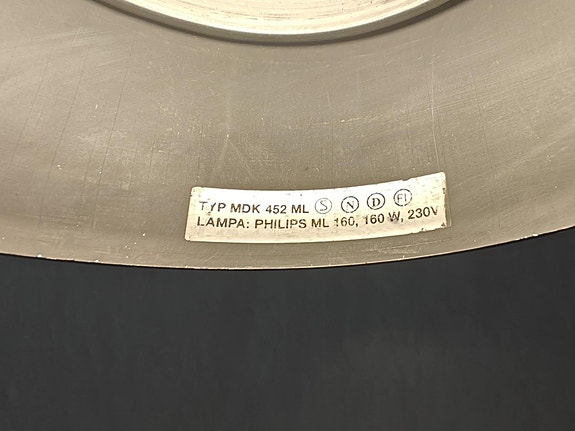 TYP MDK 452 ML S N D FI
LAMPA: PHILIPS ML 160, 160 W, 230V